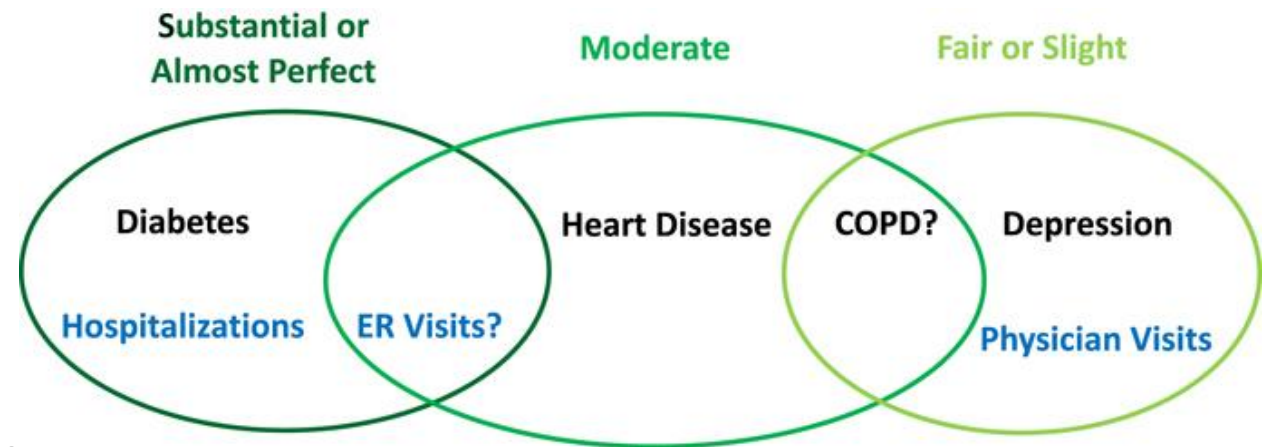 Substantial or
Almost Perfect
Moderate
Fair or Slight
Diabetes
Heart Disease
COPD?
Depression
Hospitalizations
ER Visits?
Physician Visits